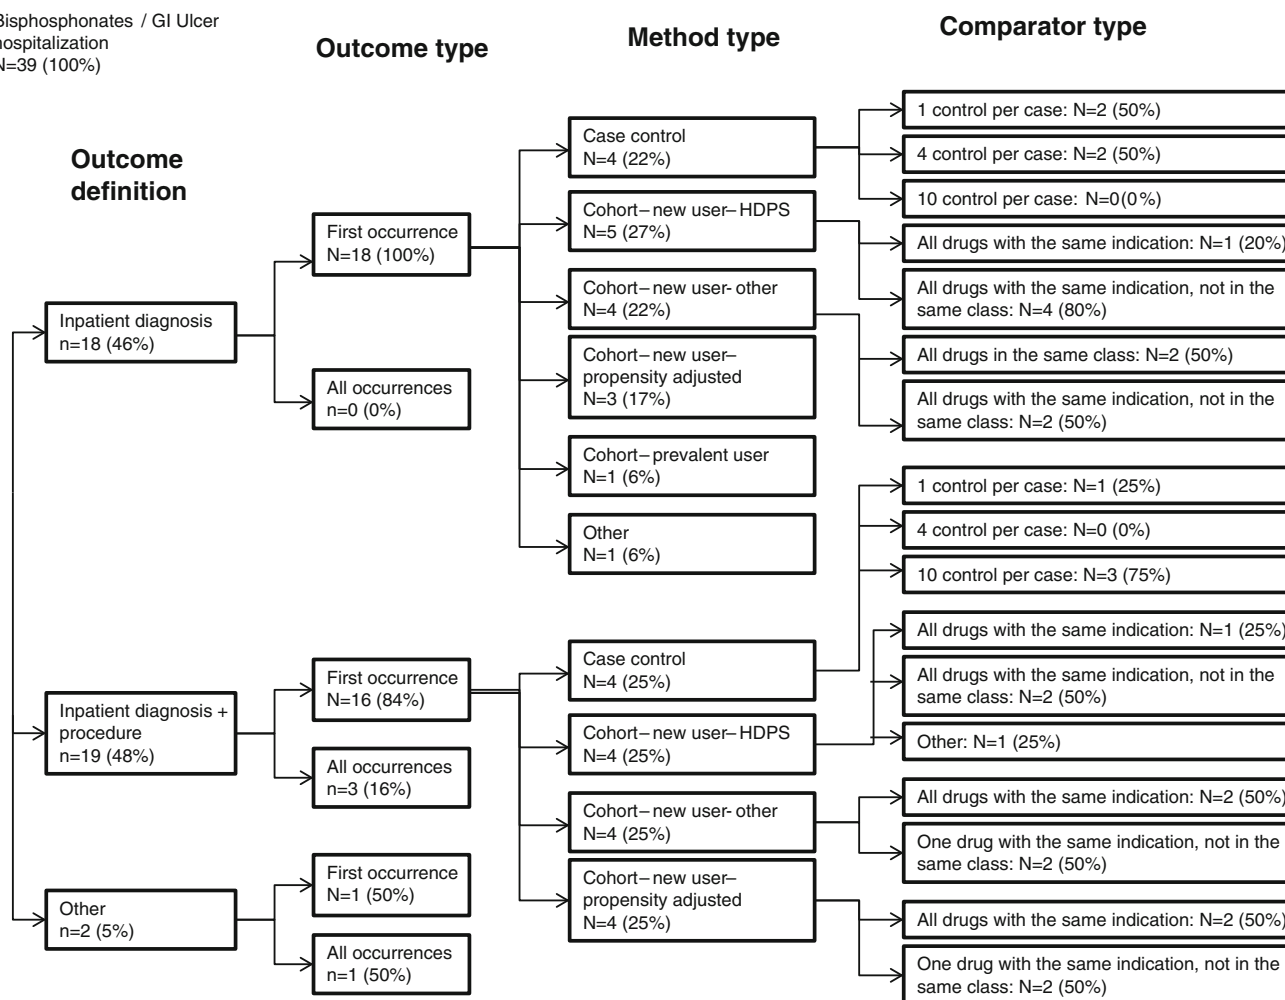 Bisphosphonates / GI Ulcer
hospitalization
N=39 (100%)
Outcome
definition
Outcome type
Method type
Comparator type
Inpatient diagnosis
n=18 (46%)
First occurrence
N=18 (100%)
All occurrences
n=0 (0%)
Case control
N=4 (22%)
Cohort–new user–HDPS
N=5 (27%)
Cohort–new user- other
N=4 (22%)
Cohort–new user–
propensity adjusted
N=3 (17%)
Cohort–prevalent user
N=1 (6%)
Other
N=1 (6%)
1 control per case: N=2 (50%)
4 control per case: N=2 (50%)
10 control per case: N=0(0%)
All drugs with the same indication: N=1 (20%)
All drugs with the same indication, not in the
same class: N=4 (80%)
All drugs in the same class: N=2 (50%)
All drugs with the same indication, not in the
same class: N=2 (50%)
Inpatient diagnosis +
procedure
n=19 (48%)
First occurrence
N=16 (84%)
All occurrences
n=3 (16%)
Case control
N=4 (25%)
Cohort–new user–HDPS
N=4 (25%)
Cohort–new user- other
N=4 (25%)
Cohort–new user–
propensity adjusted
N=4 (25%)
1 control per case: N=1 (25%)
4 control per case: N=0 (0%)
10 control per case: N=3 (75%)
All drugs with the same indication: N=1 (25%)
All drugs with the same indication, not in the
same class: N=2 (50%)
Other: N=1 (25%)
All drugs with the same indication: N=2 (50%)
One drug with the same indication, not in the
same class: N=2 (50%)
All drugs with the same indication: N=2 (50%)
One drug with the same indication, not in the
same class: N=2 (50%)
Other
n=2 (5%)
First occurrence
N=1 (50%)
All occurrences
n=1 (50%)